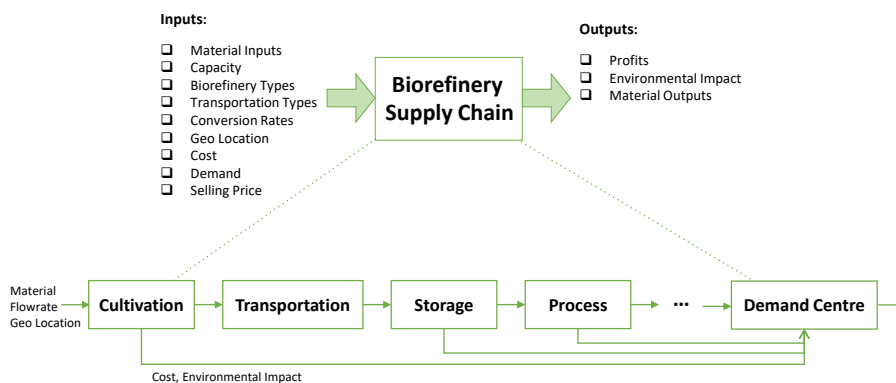 Inputs:
Material Inputs
Capacity
Biorefinery Types
Transportation Types
Conversion Rates
Geo Location
Cost
Demand
Selling Price
Biorefinery
Supply Chain
Outputs:
Profits
Environmental Impact
Material Outputs
Material
Flowrate
Geo Location
Cultivation
Transportation
Storage
Process
...
Demand Centre
Cost, Environmental Impact